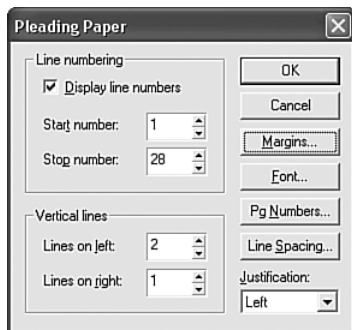 Pleading Paper
Line numbering
Display line numbers
Start number: 1
Stop number: 28
Vertical lines
Lines on left: 2
Lines on right: 1
OK
Cancel
Margins...
Font...
Pg Numbers...
Line Spacing...
Justification:
Left